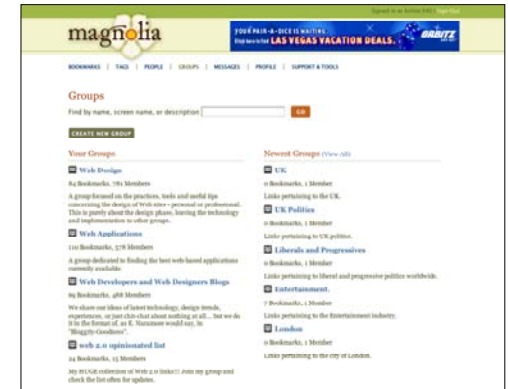 magnolia
YOUR PAIR-A-DICE IS WAITING.
Click here to find LAS VEGAS VACATION DEALS.
ORBITZ
BOOKMARKS | TAGS | PEOPLE | GROUPS | MESSAGES | PROFILE | SUPPORT & TOOLS
Groups
Find by name, screen name, or description
GO
CREATE NEW GROUP
Your Groups
Web Design
84 Bookmarks, 781 Members
A group focused on the practices, tools and useful tips
concerning the design of Web sites - personal or professional.
This is purely about the design phase, leaving the technology
and implementation to other groups.
Web Applications
110 Bookmarks, 578 Members
A group dedicated to finding the best web-based applications
currently available.
Web Developers and Web Designers Blogs
89 Bookmarks, 488 Members
We share our ideas of latest technology, design trends,
experiences, or just chit-chat about nothing at all... but we do
it in the format of, as K. Naramore would say, in
"Bloggity-Goodness".
web 2.0 opinionated list
24 Bookmarks, 15 Members
My HUGE collection of Web 2.0 links!!! Join my group and
check the list often for updates.
Newest Groups (View All)
UK
0 Bookmarks, 1 Member
Links pertaining to the UK.
UK Politics
0 Bookmarks, 1 Member
Links pertaining to UK politics.
Liberals and Progressives
0 Bookmarks, 1 Member
Links pertaining to liberal and progressive politics worldwide.
Entertainment.
7 Bookmarks, 1 Member
Links pertaining to the Entertainment industry.
London
0 Bookmarks, 1 Member
Links pertaining to the city of London.